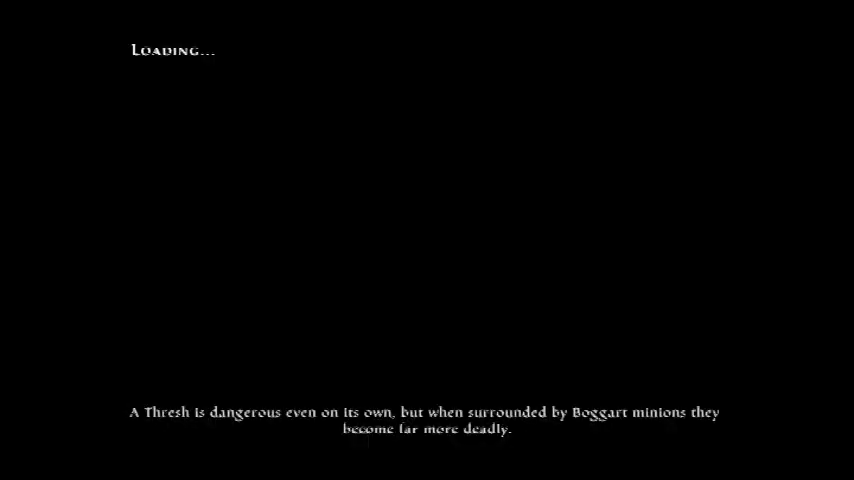 Loading...
A Thresh is dangerous even on its own, but when surrounded by Boggart minions they
become far more deadly.